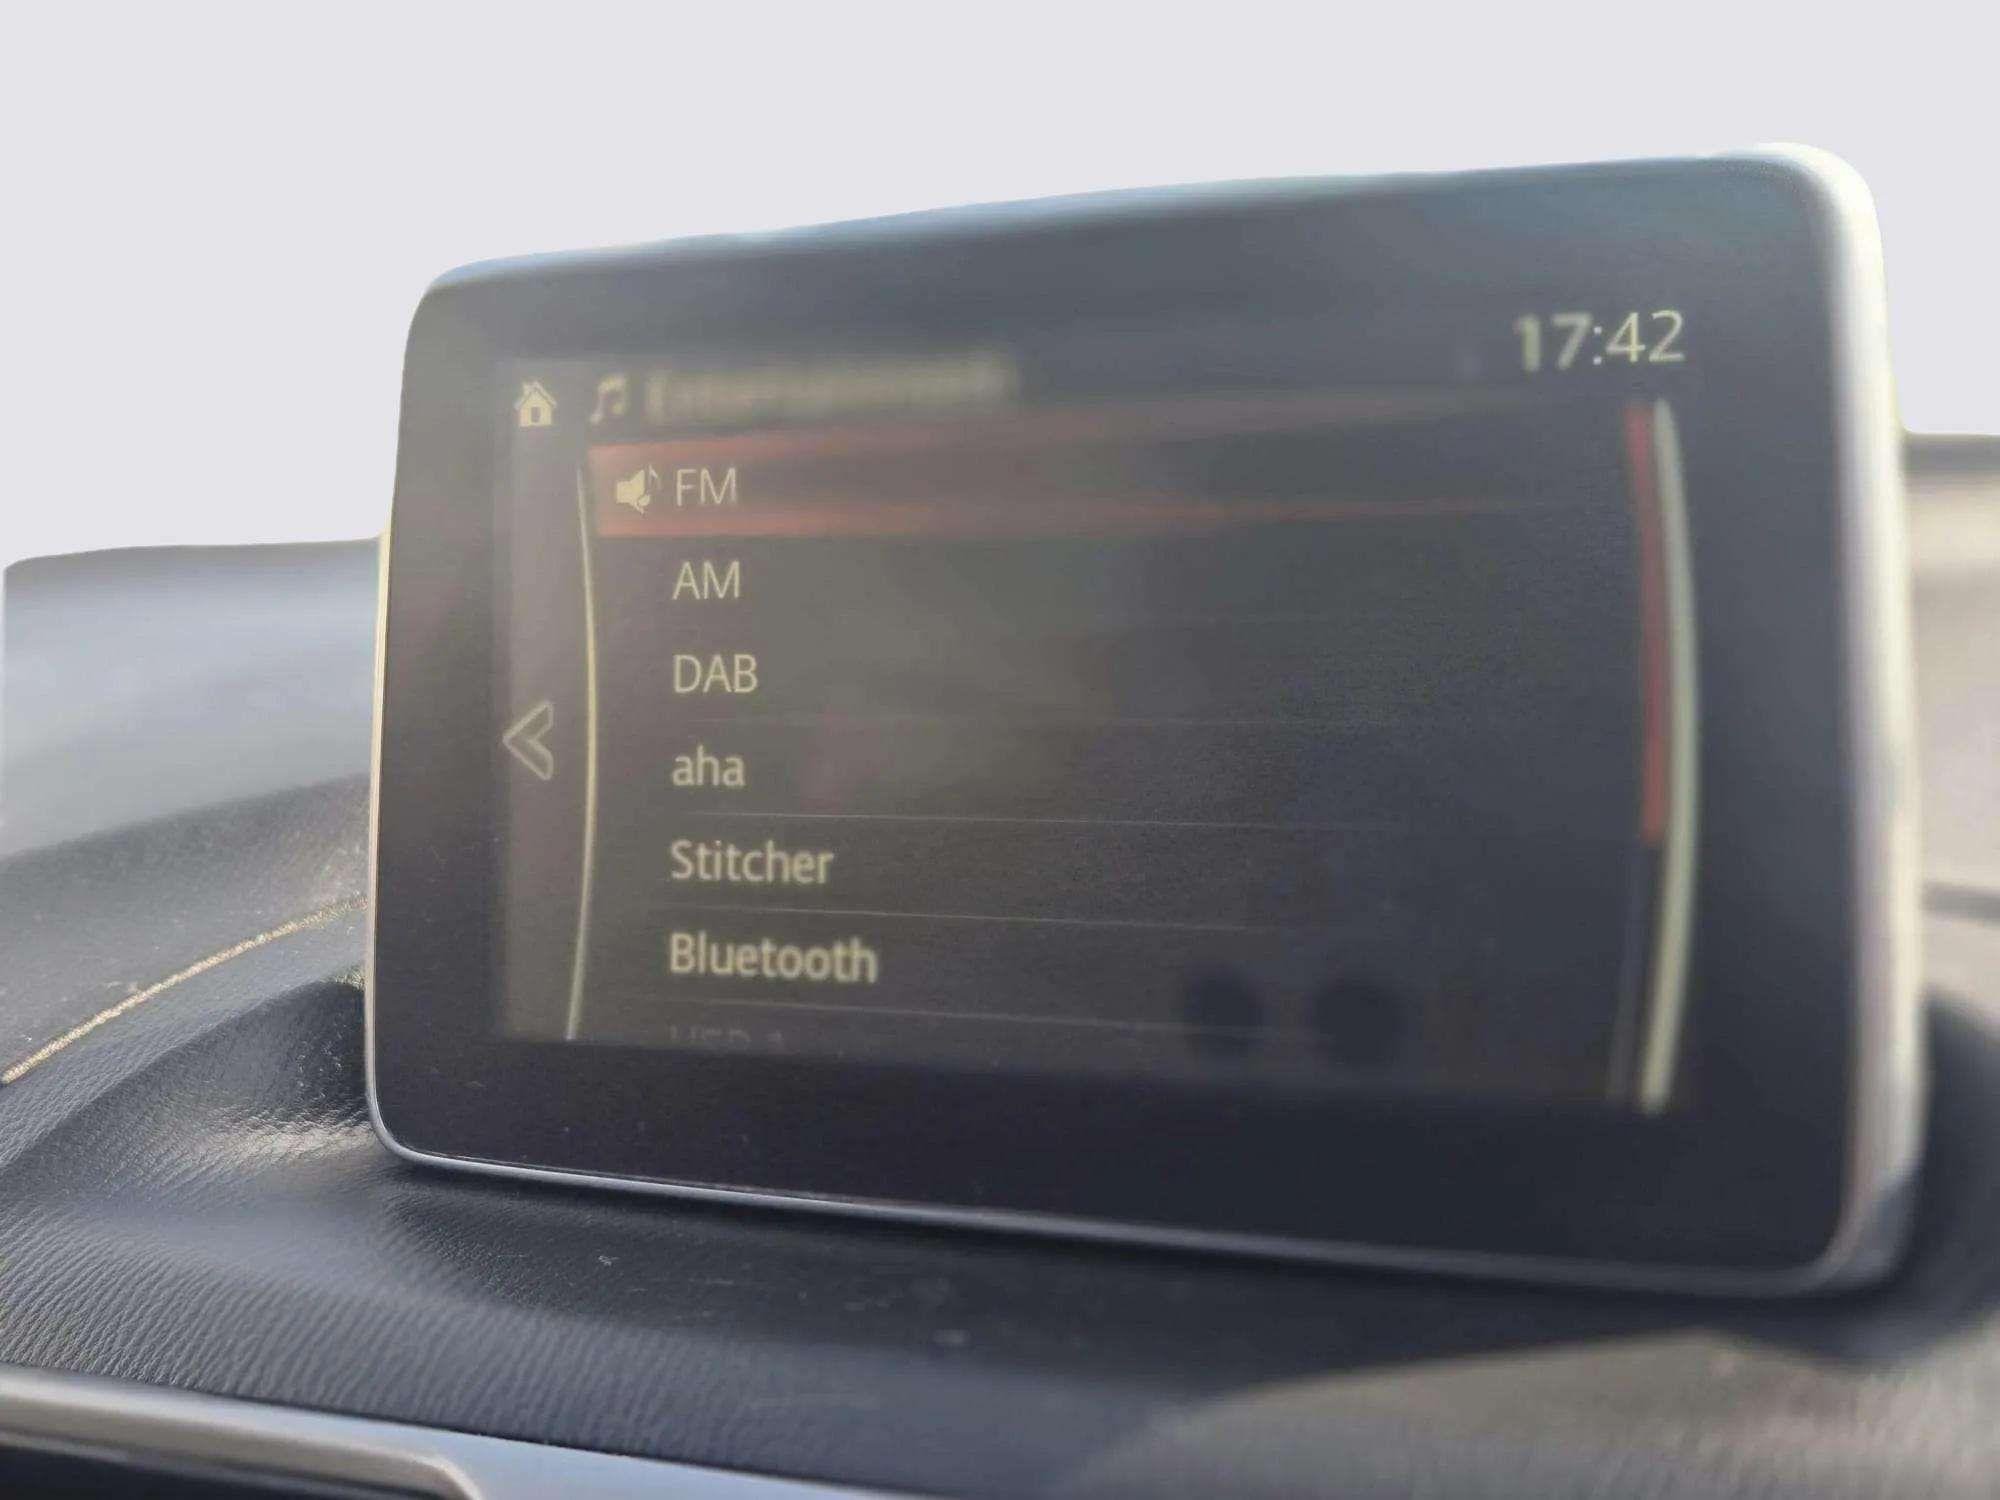 17:42
FM
AM
DAB
aha
Stitcher
Bluetooth